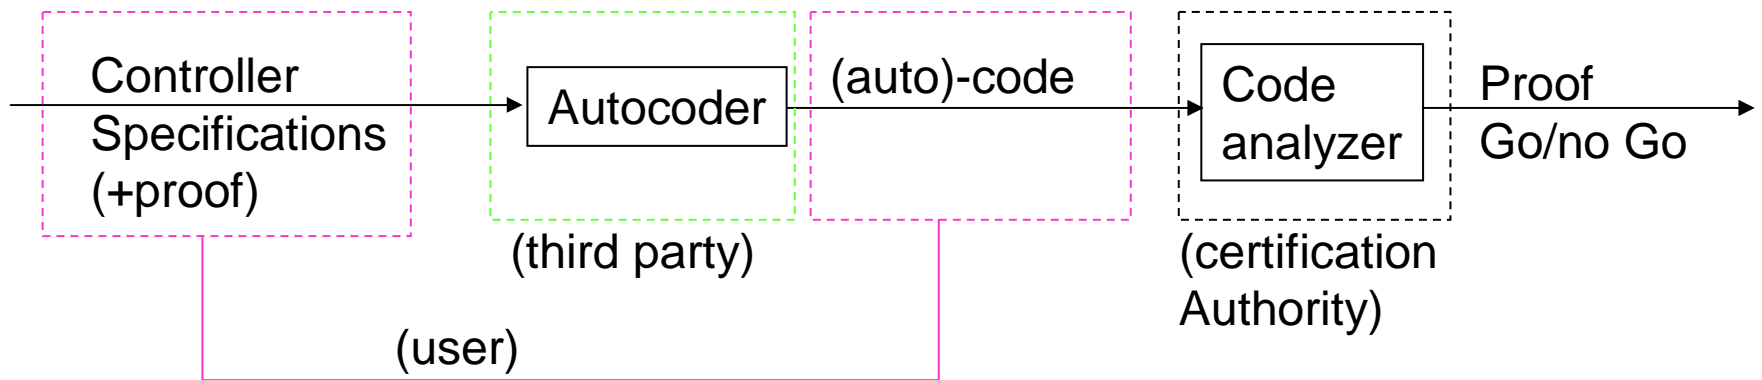 Controller
Specifications
(+proof)
Autocoder
(third party)
(auto)-code
Code
analyzer
(certification
Authority)
Proof
Go/no Go
(user)